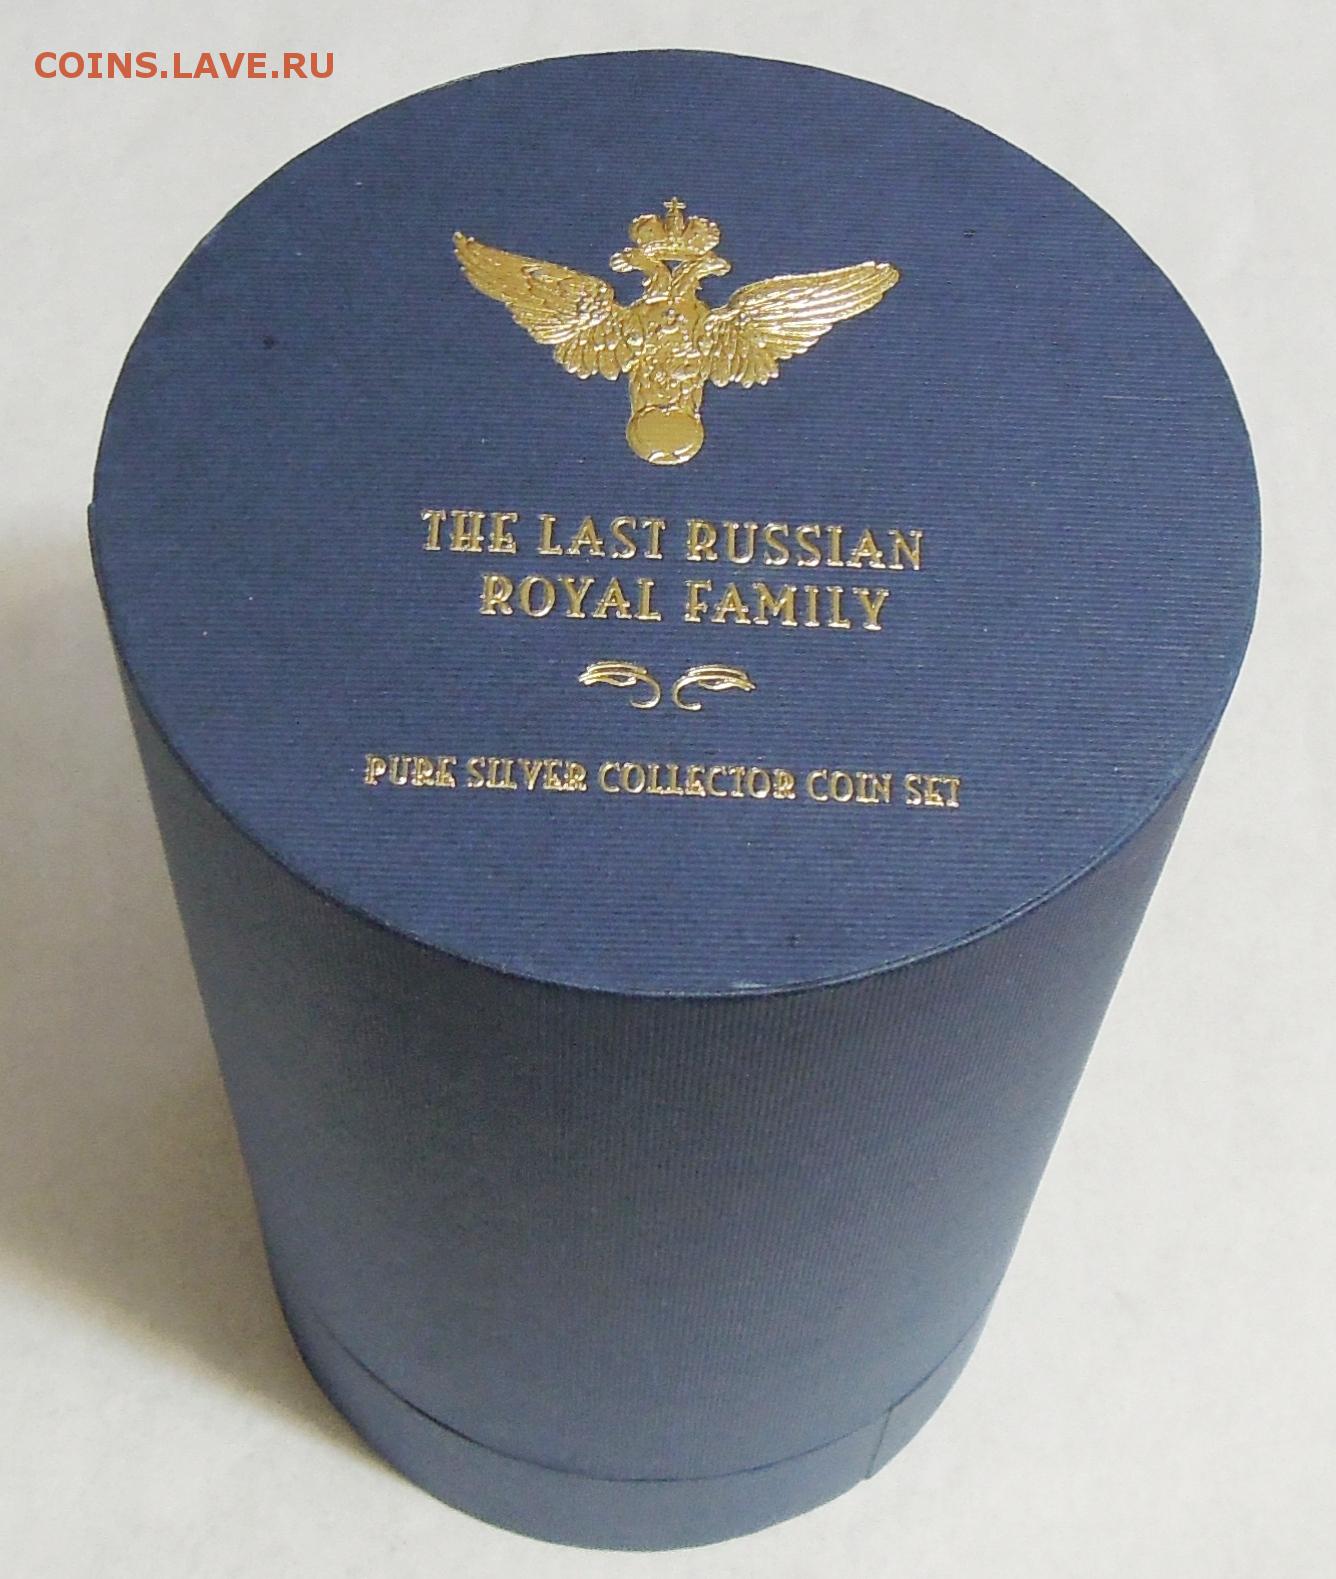 COINS.LAVE.RU
THE LAST RUSSIAN
ROYAL FAMILY
PURE SILVER COLLECTOR COIN SET